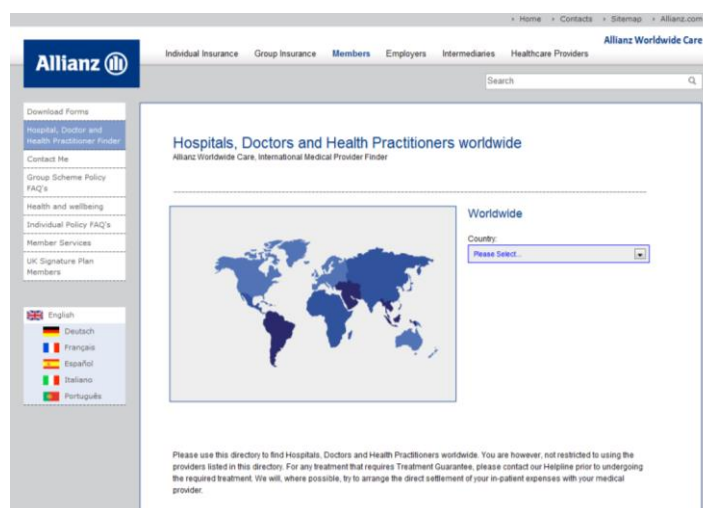 Home Contacts Sitemap Allianz.com
Allianz Worldwide Care
Allianz
Individual Insurance Group Insurance Members Employers Intermediaries Healthcare Providers
Search
Download Forms
Hospital, Doctor and
Health Practitioner Finder
Contact Me
Group Scheme Policy
FAQ's
Health and wellbeing
Individual Policy FAQ's
Member Services
UK Signature Plan
Members
English
Deutsch
Français
Español
Italiano
Português
Hospitals, Doctors and Health Practitioners worldwide
Allianz Worldwide Care, International Medical Provider Finder
Worldwide
Country:
Please Select...
Please use this directory to find Hospitals, Doctors and Health Practitioners worldwide. You are however, not restricted to using the
providers listed in this directory. For any treatment that requires Treatment Guarantee, please contact our Helpline prior to undergoing
the required treatment. We will, where possible, try to arrange the direct settlement of your in-patient expenses with your medical
provider.